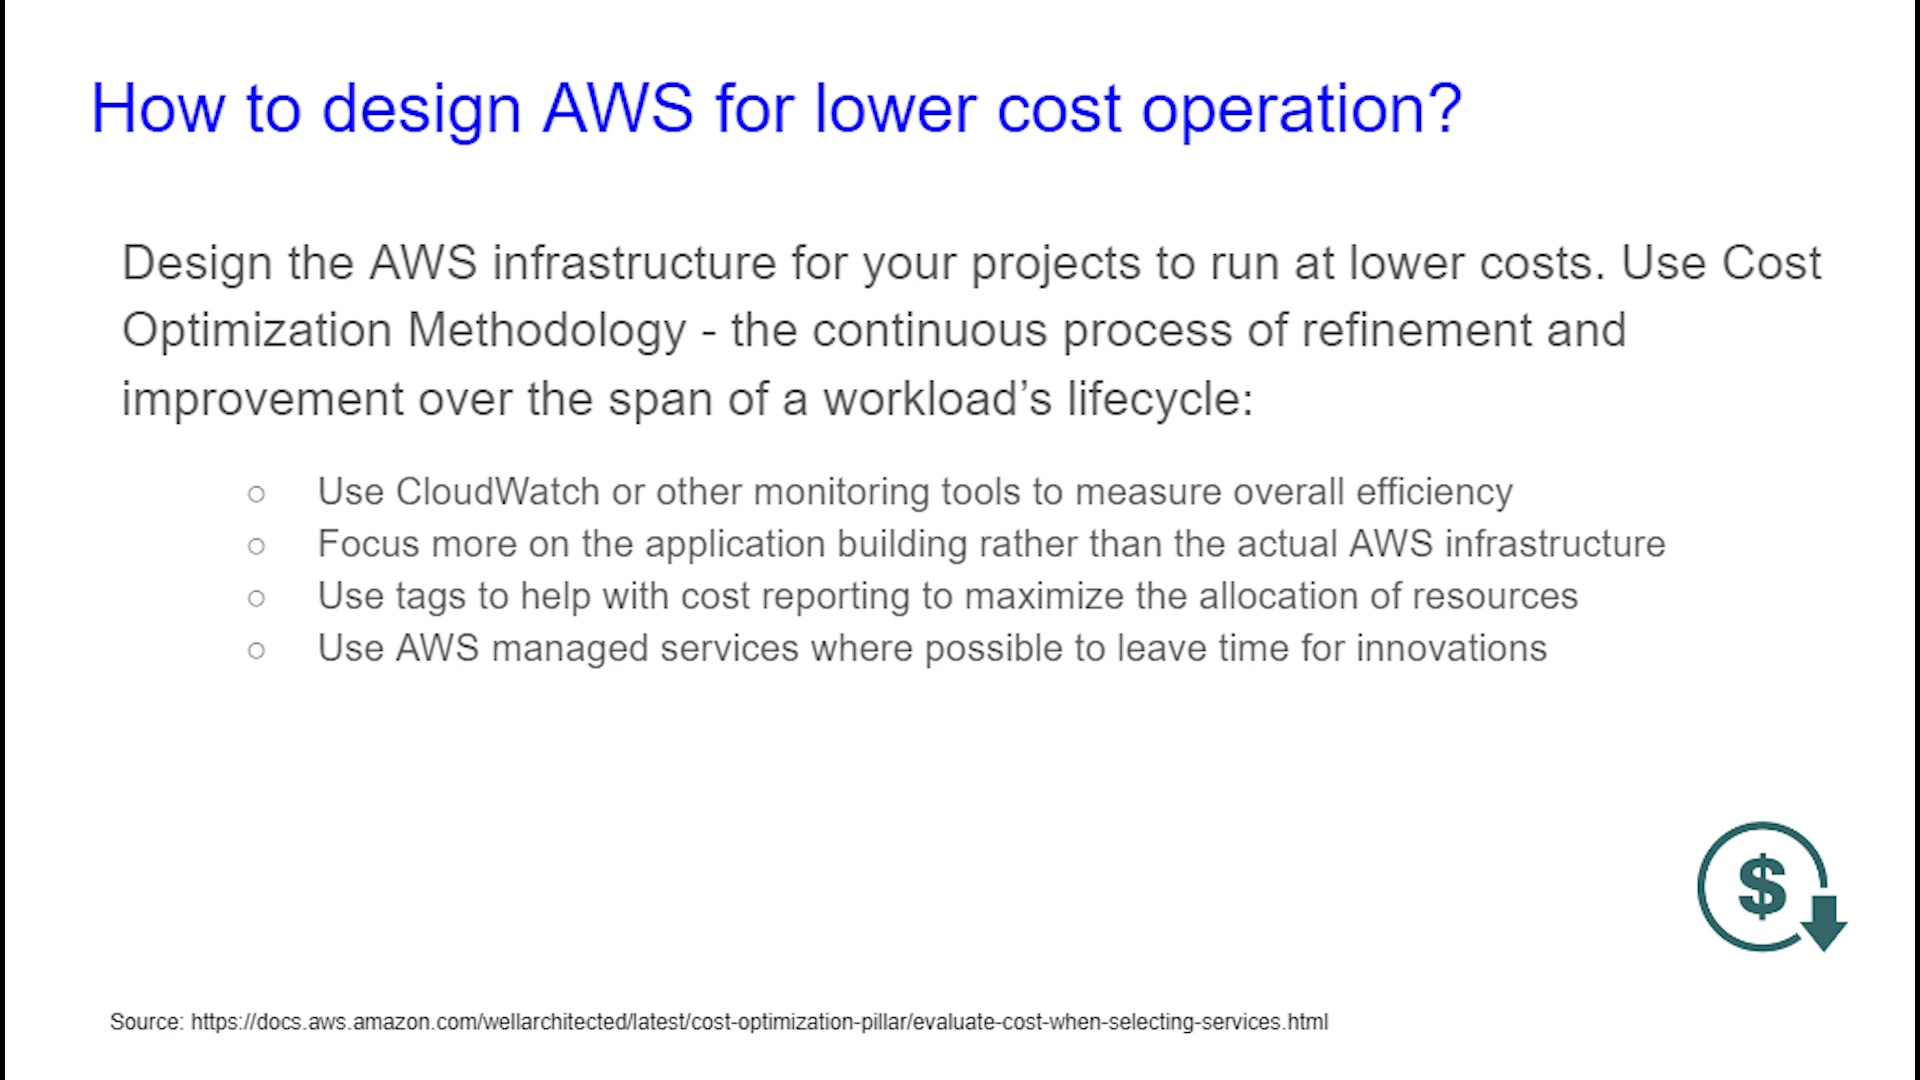 How to design AWS for lower cost operation?
Design the AWS infrastructure for your projects to run at lower costs. Use Cost
Optimization Methodology - the continuous process of refinement and
improvement over the span of a workload’s lifecycle:
○ Use CloudWatch or other monitoring tools to measure overall efficiency
○ Focus more on the application building rather than the actual AWS infrastructure
○ Use tags to help with cost reporting to maximize the allocation of resources
○ Use AWS managed services where possible to leave time for innovations
$
Source: https://docs.aws.amazon.com/wellarchitected/latest/cost-optimization-pillar/evaluate-cost-when-selecting-services.html